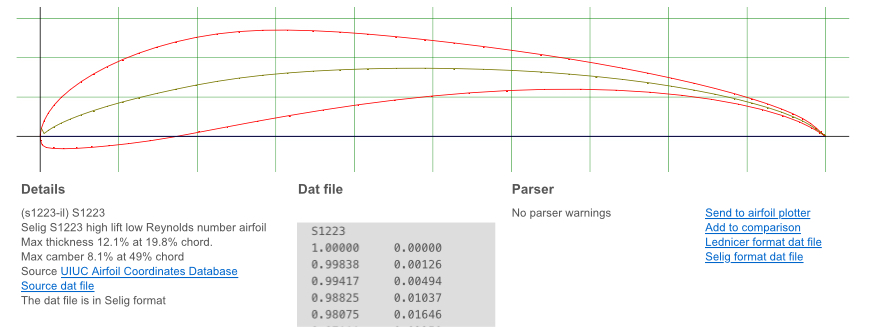 Details
(s1223-il) S1223
Selig S1223 high lift low Reynolds number airfoil
Max thickness 12.1% at 19.8% chord.
Max camber 8.1% at 49% chord
Source UIUC Airfoil Coordinates Database
Source dat file
The dat file is in Selig format
Dat file
S1223
1.00000 0.00000
0.99838 0.00126
0.99417 0.00494
0.98825 0.01037
0.98075 0.01646
Parser
No parser warnings
Send to airfoil plotter
Add to comparison
Lednicer format dat file
Selig format dat file